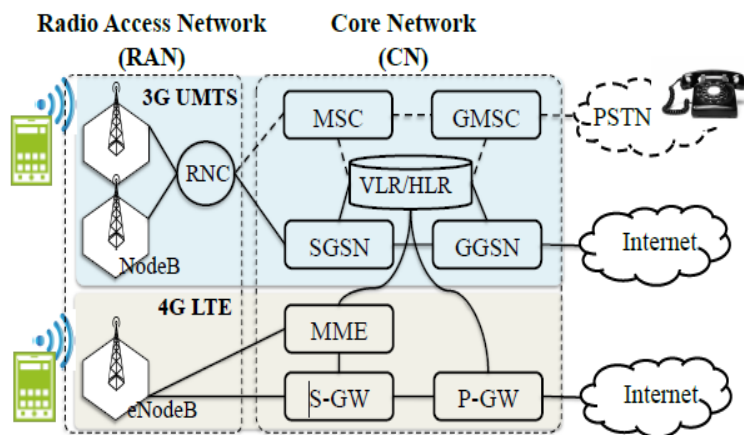 Radio Access Network
(RAN)
Core Network
(CN)
3G UMTS
MSC
GMSC
PSTN
RNC
VLR/HLR
SGSN
GGSN
Internet
NodeB
4G LTE
MME
eNodeB
S-GW
P-GW
Internet